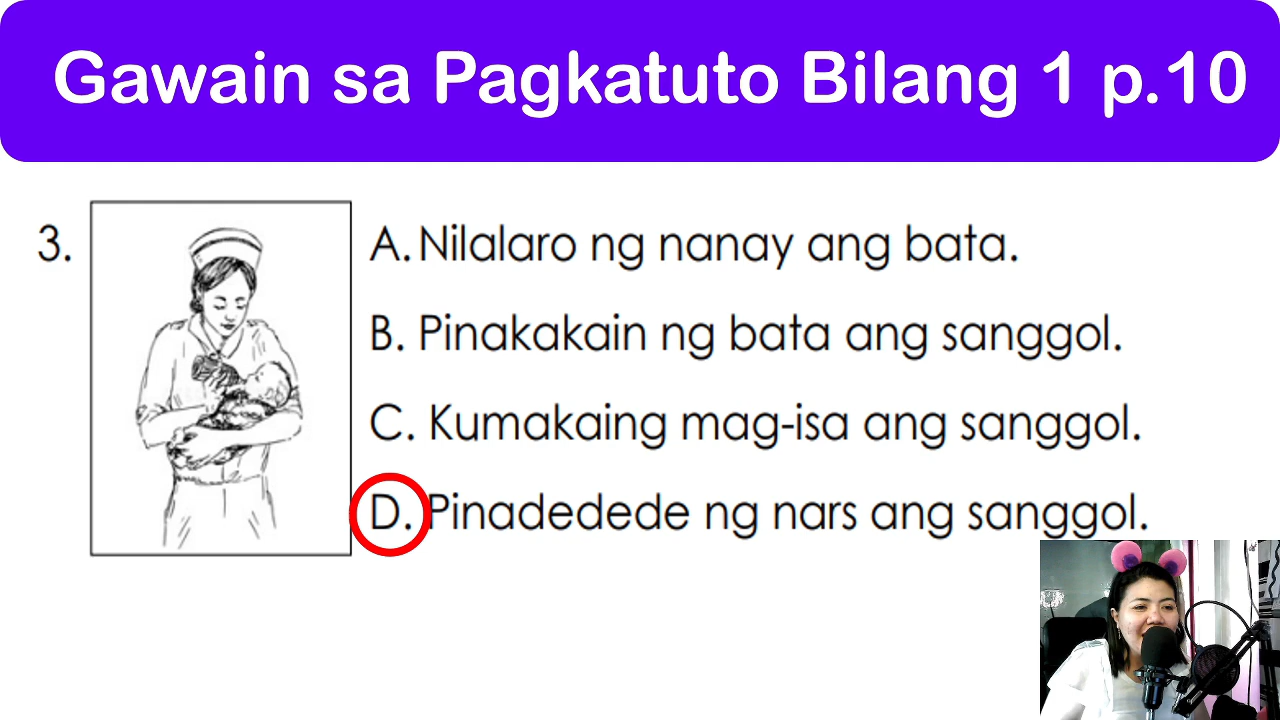 Gawain sa Pagkatuto Bilang 1 p.10
3.
A. Nilalaro ng nanay ang bata.
B. Pinakakain ng bata ang sanggol.
C. Kumakaing mag-isa ang sanggol.
D. Pinadedede ng nars ang sanggol.